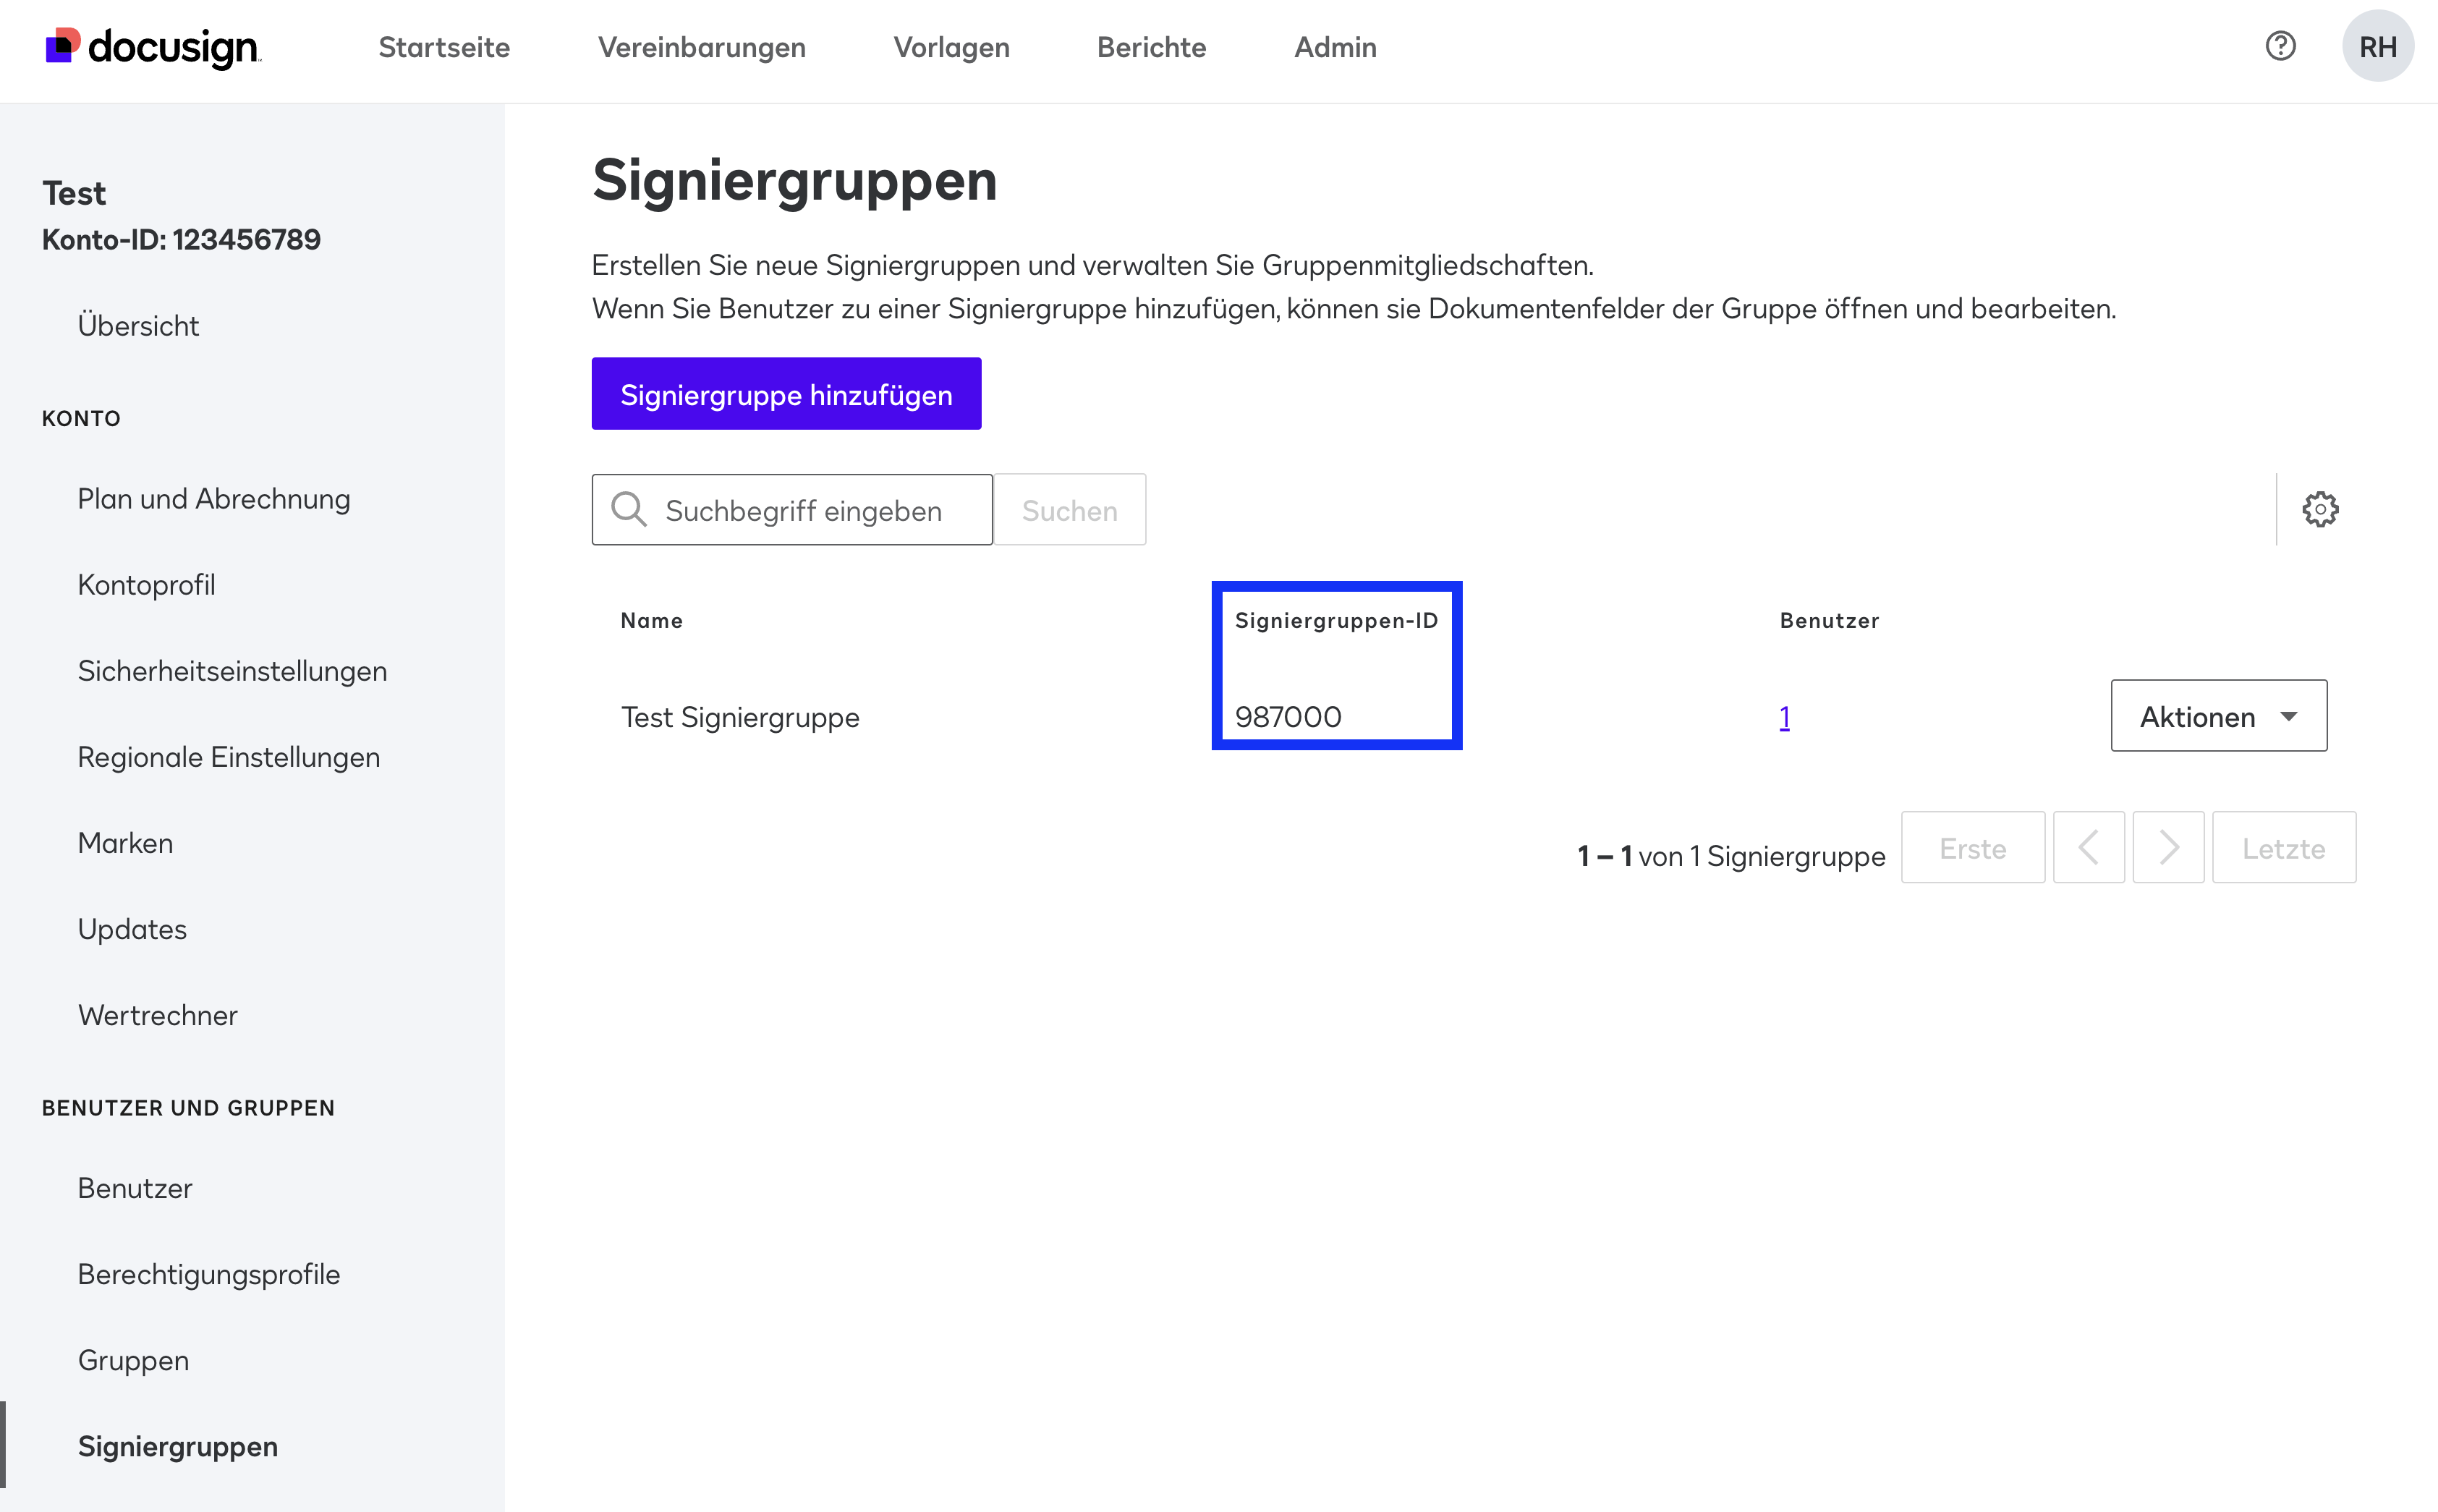 docusign
Startseite
Vereinbarungen
Vorlagen
Berichte
Admin
RH
Test
Konto-ID: 123456789
Übersicht
KONTO
Plan und Abrechnung
Kontoprofil
Sicherheitseinstellungen
Regionale Einstellungen
Marken
Updates
Wertrechner
BENUTZER UND GRUPPEN
Benutzer
Berechtigungsprofile
Gruppen
Signiergruppen
Signiergruppen
Erstellen Sie neue Signiergruppen und verwalten Sie Gruppenmitgliedschaften.
Wenn Sie Benutzer zu einer Signiergruppe hinzufügen, können sie Dokumentenfelder der Gruppe öffnen und bearbeiten.
Signiergruppe hinzufügen
Suchbegriff eingeben
Suchen
Name
Signiergruppen-ID
Benutzer
Test Signiergruppe
987000
1
Aktionen
1 – 1 von 1 Signiergruppe
Erste
Letzte